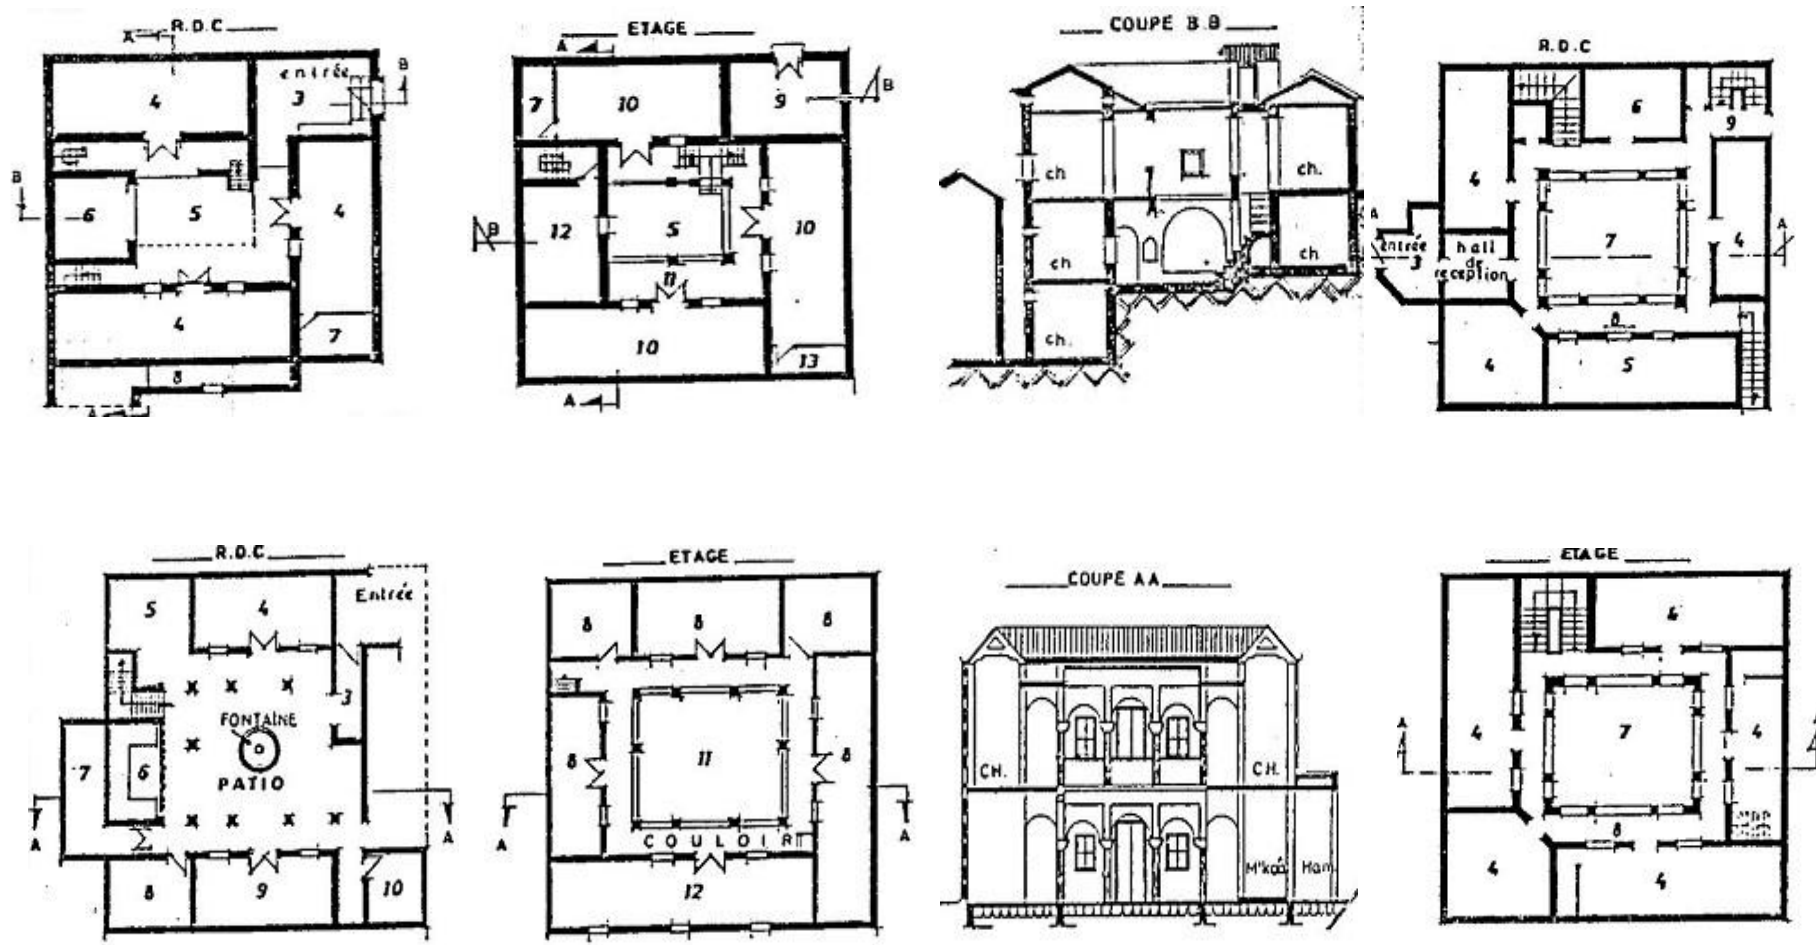 R.D.C
A
4
entrée
3
B
B
6
5
4
4
7
8
A
ETAGE
A
7
10
9
B
12
5
10
B
11
10
13
A
COUPE B.B
ch
ch.
ch
ch
ch.
R.D.C
6
9
4
A
entrée
3
hall
de
reception
7
4
A
8
4
5
R.D.C
5
4
Entrée
3
FONTAINE
7
6
PATIO
A
A
8
9
10
ETAGE
8
8
8
8
11
8
A
A
COULOIR
12
COUPE AA
CH.
CH.
M'kaâ
Ham.
ETAGE
4
4
7
4
A
8
4
4